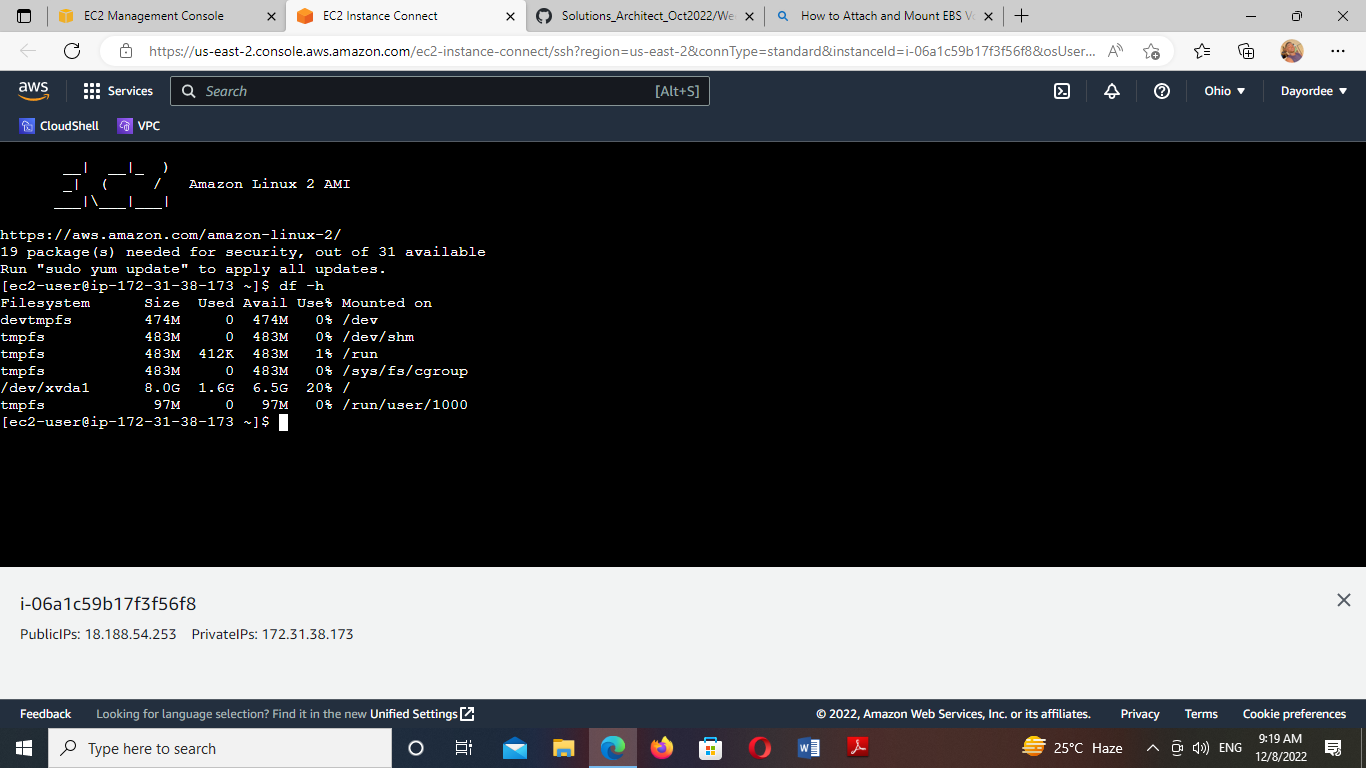 EC2 Management Console
EC2 Instance Connect
Solutions_Architect_Oct2022/We
How to Attach and Mount EBS Vo
https://us-east-2.console.aws.amazon.com/ec2-instance-connect/ssh?region=us-east-2&connType=standard&instanceId=i-06a1c59b17f3f56f8&osUser...
aws
Services
Search
[Alt+S]
Ohio
Dayordee
CloudShell
VPC
       __|  __|_  )
       _|  (     /   Amazon Linux 2 AMI
      ___|\___|___|
https://aws.amazon.com/amazon-linux-2/
19 package(s) needed for security, out of 31 available
Run "sudo yum update" to apply all updates.
[ec2-user@ip-172-31-38-173 ~]$ df -h
Filesystem      Size  Used Avail Use% Mounted on
devtmpfs        474M     0  474M   0% /dev
tmpfs           483M     0  483M   0% /dev/shm
tmpfs           483M  412K  483M   1% /run
tmpfs           483M     0  483M   0% /sys/fs/cgroup
/dev/xvda1      8.0G  1.6G  6.5G  20% /
tmpfs            97M     0   97M   0% /run/user/1000
[ec2-user@ip-172-31-38-173 ~]$
i-06a1c59b17f3f56f8
PublicIPs: 18.188.54.253 PrivateIPs: 172.31.38.173
Feedback
Looking for language selection? Find it in the new Unified Settings
© 2022, Amazon Web Services, Inc. or its affiliates.
Privacy
Terms
Cookie preferences
Type here to search
25°C Haze
ENG
9:19 AM
12/8/2022